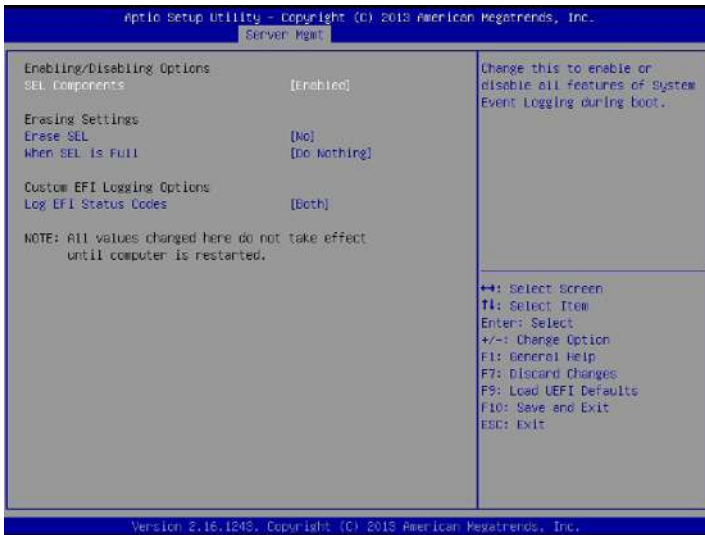 Aptio Setup Utility - Copyright (C) 2013 American Megatrends, Inc.
Server Mgmt
Enabling/Disabling Options
SEL Components [Enabled]
Erasing Settings
Erase SEL [No]
When SEL is Full [Do Nothing]
Custom EFI Logging Options
Log EFI Status Codes [Both]
NOTE: All values changed here do not take effect
until computer is restarted.
Change this to enable or
disable all features of System
Event Logging during boot.
↔: Select Screen
↑↓: Select Item
Enter: Select
+/-: Change Option
F1: General Help
F7: Discard Changes
F9: Load UEFI Defaults
F10: Save and Exit
ESC: Exit
Version 2.16.1243. Copyright (C) 2013 American Megatrends, Inc.